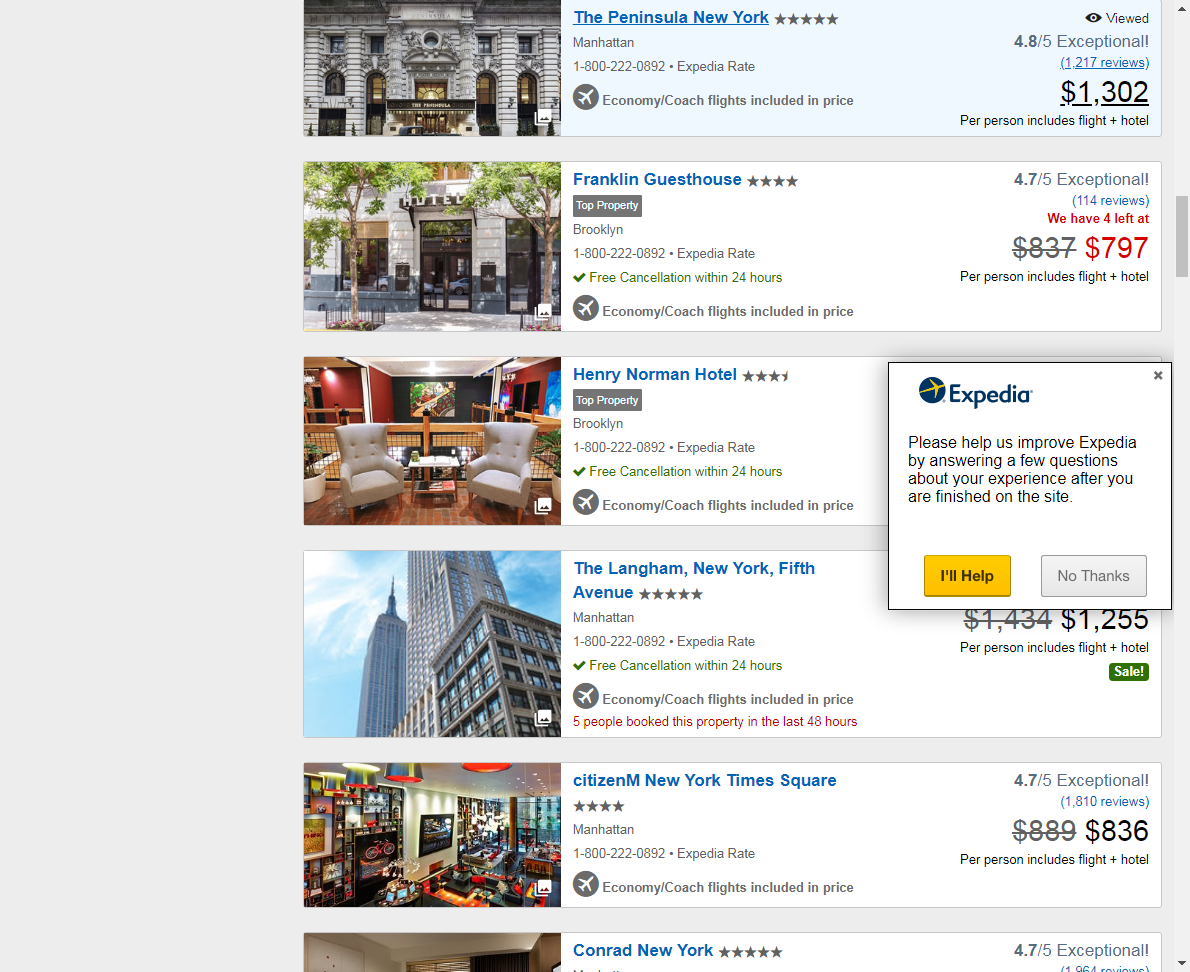 The Peninsula New York
Viewed
Manhattan
4.8/5 Exceptional!
(1,217 reviews)
1-800-222-0892 • Expedia Rate
$1,302
Economy/Coach flights included in price
Per person includes flight + hotel
THE PENINSULA
Franklin Guesthouse
4.7/5 Exceptional!
Top Property
(114 reviews)
We have 4 left at
Brooklyn
$837 $797
1-800-222-0892 • Expedia Rate
Free Cancellation within 24 hours
Per person includes flight + hotel
Economy/Coach flights included in price
HOTEL
Henry Norman Hotel
Top Property
Brooklyn
1-800-222-0892 • Expedia Rate
Free Cancellation within 24 hours
Economy/Coach flights included in price
Expedia
Please help us improve Expedia
by answering a few questions
about your experience after you
are finished on the site.
I'll Help
No Thanks
The Langham, New York, Fifth
Avenue
Manhattan
$1,434 $1,255
1-800-222-0892 • Expedia Rate
Per person includes flight + hotel
Free Cancellation within 24 hours
Sale!
Economy/Coach flights included in price
5 people booked this property in the last 48 hours
citizenM New York Times Square
4.7/5 Exceptional!
(1,810 reviews)
Manhattan
$889 $836
1-800-222-0892 • Expedia Rate
Per person includes flight + hotel
Economy/Coach flights included in price
Conrad New York
4.7/5 Exceptional!
(1,964 reviews)